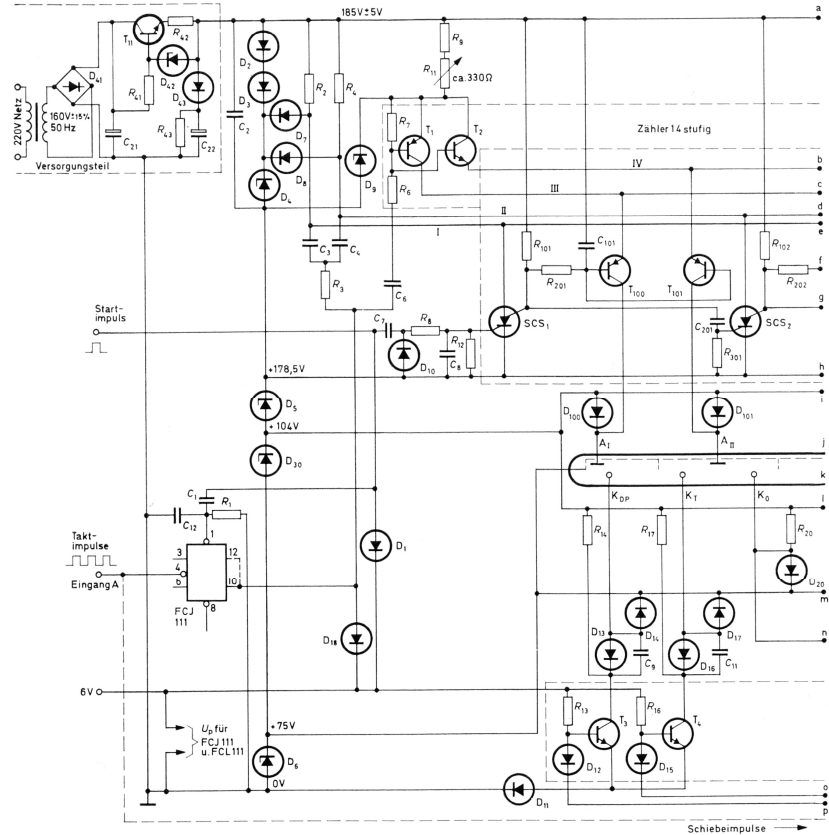 185V±5V
a
T11
R42
D41
D42
D43
R41
R43
C21
C22
220V Netz
160V±15%
50 Hz
Versorgungsteil
D2
D3
C2
D7
D8
D4
R2
R4
D9
R9
R11
ca.330Ω
R7
T1
T2
R6
Zähler 14 stufig
IV
b
III
c
II
d
I
e
C3
C4
R3
C6
R101
C101
R201
T100
T101
R102
R202
f
g
Start-
impuls
C7
R8
R12
D10
C8
SCS1
C201
R301
SCS2
+178,5V
h
D5
+104V
D30
i
D100
D101
AI
AII
j
k
KDP
KT
K0
l
C1
R1
C12
1
3
12
4
6
10
8
FCJ
111
Takt-
impulse
Eingang A
D1
D18
R14
R17
R20
D20
m
n
D13
D14
C9
D16
D17
C11
6V
Up für
FCJ111
u. FCL111
+75V
D6
0V
D11
R13
T3
R16
T4
D12
D15
o
p
Schiebeimpulse